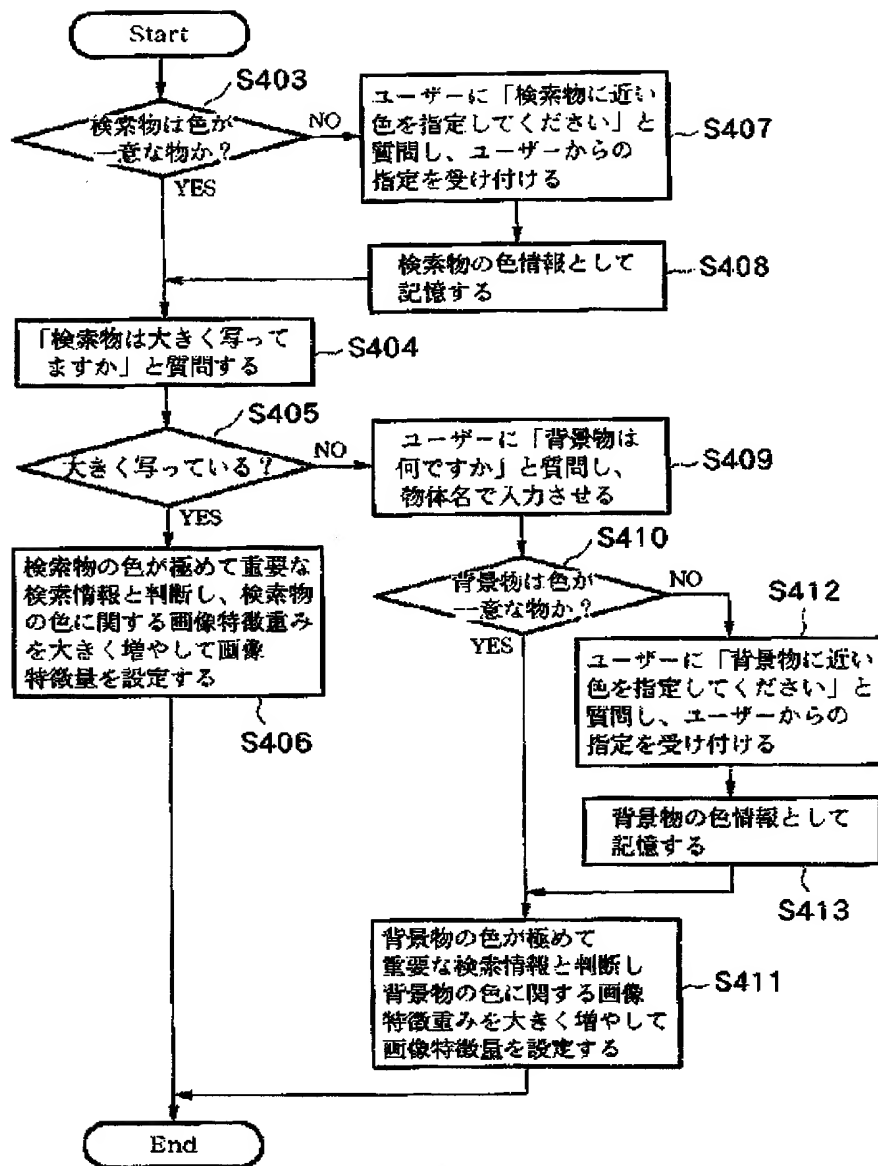 Start
S403
検索物は色が
一意な物か?
NO
YES
ユーザーに「検索物に近い
色を指定してください」と
質問し、ユーザーからの
指定を受け付ける
S407
検索物の色情報として
記憶する
S408
「検索物は大きく写って
ますか」と質問する
S404
S405
大きく写っている?
NO
YES
ユーザーに「背景物は
何ですか」と質問し、
物体名で入力させる
S409
検索物の色が極めて重要な
検索情報と判断し、検索物
の色に関する画像特徴重み
を大きく増やして画像
特徴量を設定する
S406
S410
背景物は色が
一意な物か?
NO
YES
S412
ユーザーに「背景物に近い
色を指定してください」と
質問し、ユーザーからの
指定を受け付ける
背景物の色情報として
記憶する
S413
背景物の色が極めて
重要な検索情報と判断し
背景物の色に関する画像
特徴重みを大きく増やして
画像特徴量を設定する
S411
End